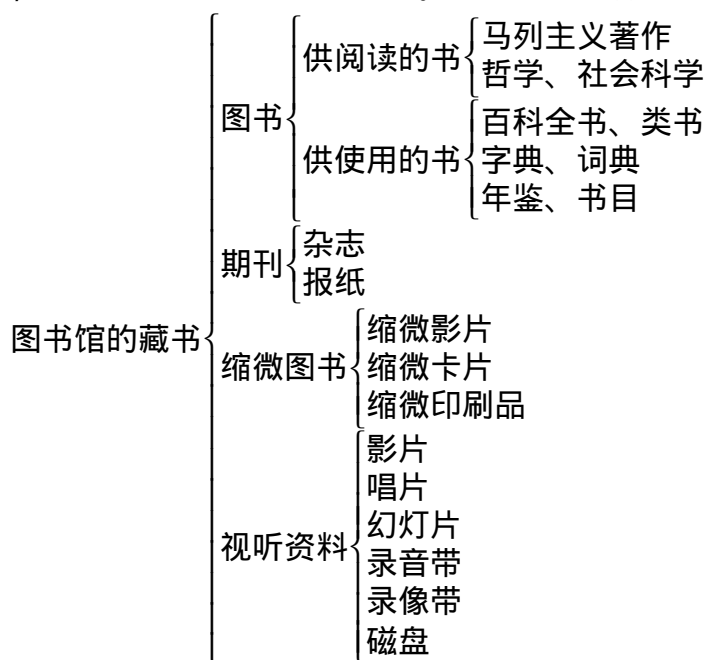 供阅读的书
马列主义著作
哲学、社会科学
图书
供使用的书
百科全书、类书
字典、词典
年鉴、书目
期刊
杂志
报纸
图书馆的藏书
缩微图书
缩微影片
缩微卡片
缩微印刷品
视听资料
影片
唱片
幻灯片
录音带
录像带
磁盘